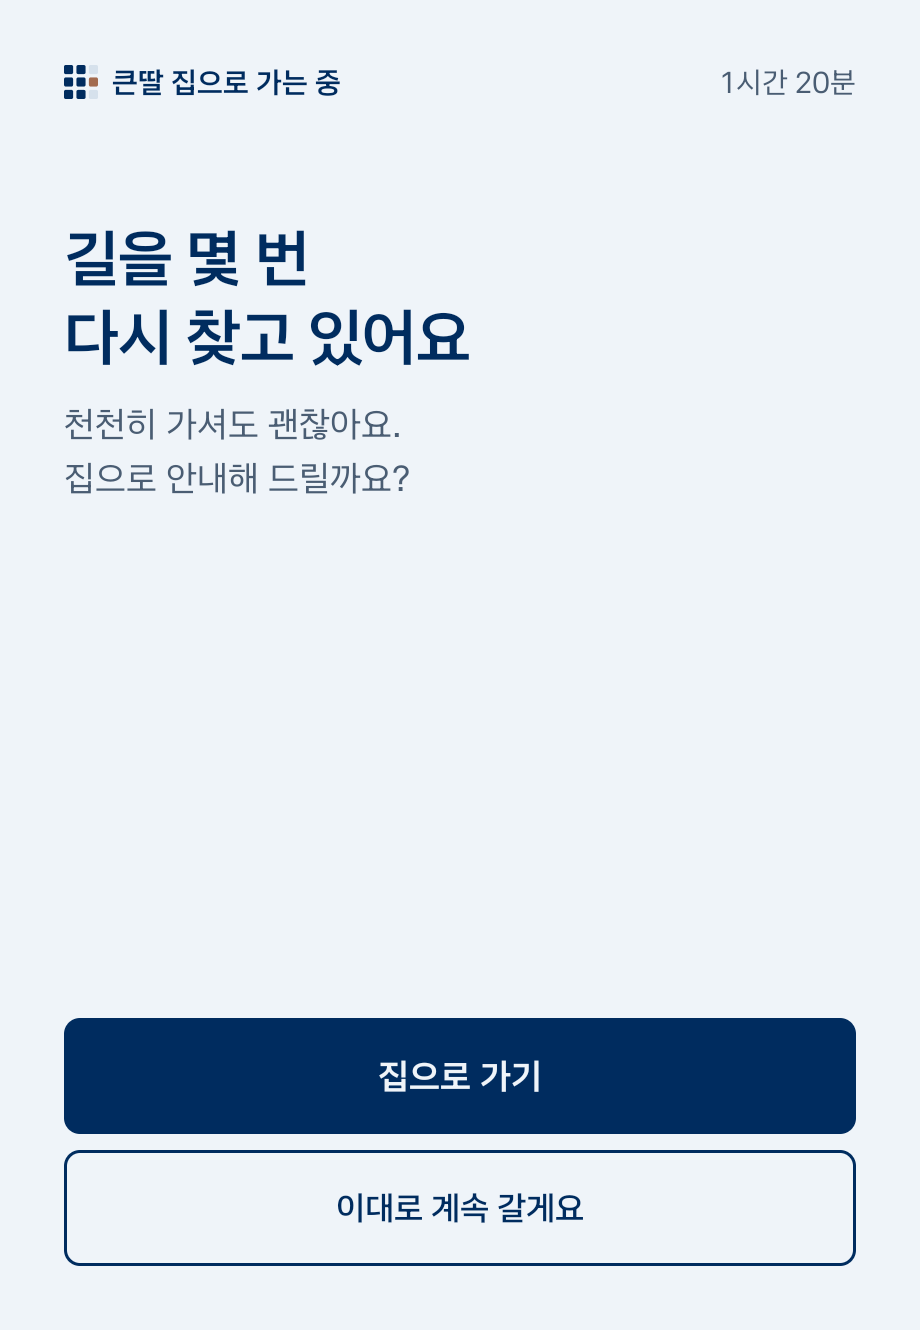 큰딸 집으로 가는 중
1시간 20분
길을 몇 번
다시 찾고 있어요
천천히 가셔도 괜찮아요.
집으로 안내해 드릴까요?
집으로 가기
이대로 계속 갈게요